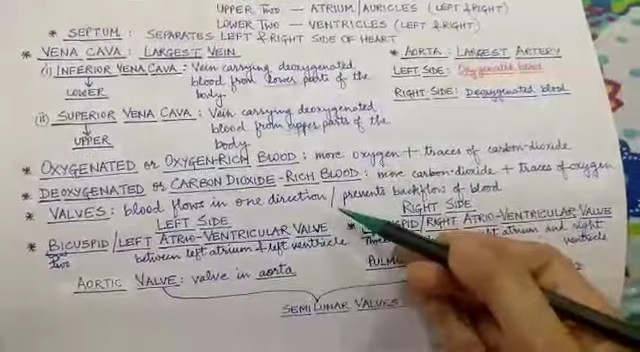 UPPER TWO — ATRIUM/AURICLES (LEFT & RIGHT)
LOWER TWO — VENTRICLES (LEFT & RIGHT)
* SEPTUM : SEPARATES LEFT & RIGHT SIDE OF HEART
* VENA CAVA : LARGEST VEIN
(i) INFERIOR VENA CAVA : Vein carrying deoxygenated
blood from lower parts of the
body.
LOWER
(ii) SUPERIOR VENA CAVA : Vein carrying deoxygenated
blood from upper parts of the
body
UPPER
* AORTA : LARGEST ARTERY
LEFT SIDE : Oxygenated blood
RIGHT SIDE : Deoxygenated blood
* OXYGENATED or OXYGEN-RICH BLOOD : more oxygen + traces of carbon-dioxide
* DEOXYGENATED or CARBON DIOXIDE-RICH BLOOD : more carbon-dioxide + traces of oxygen
* VALVES : blood flows in one direction / prevents backflow of blood
LEFT SIDE
* BICUSPID/LEFT ATRIO-VENTRICULAR VALVE
Two
between left atrium & left ventricle
AORTIC VALVE : valve in aorta
RIGHT SIDE
*
/RIGHT ATRIO-VENTRICULAR VALVE
atrium and right
ventricle
SEMILUNAR VALVES